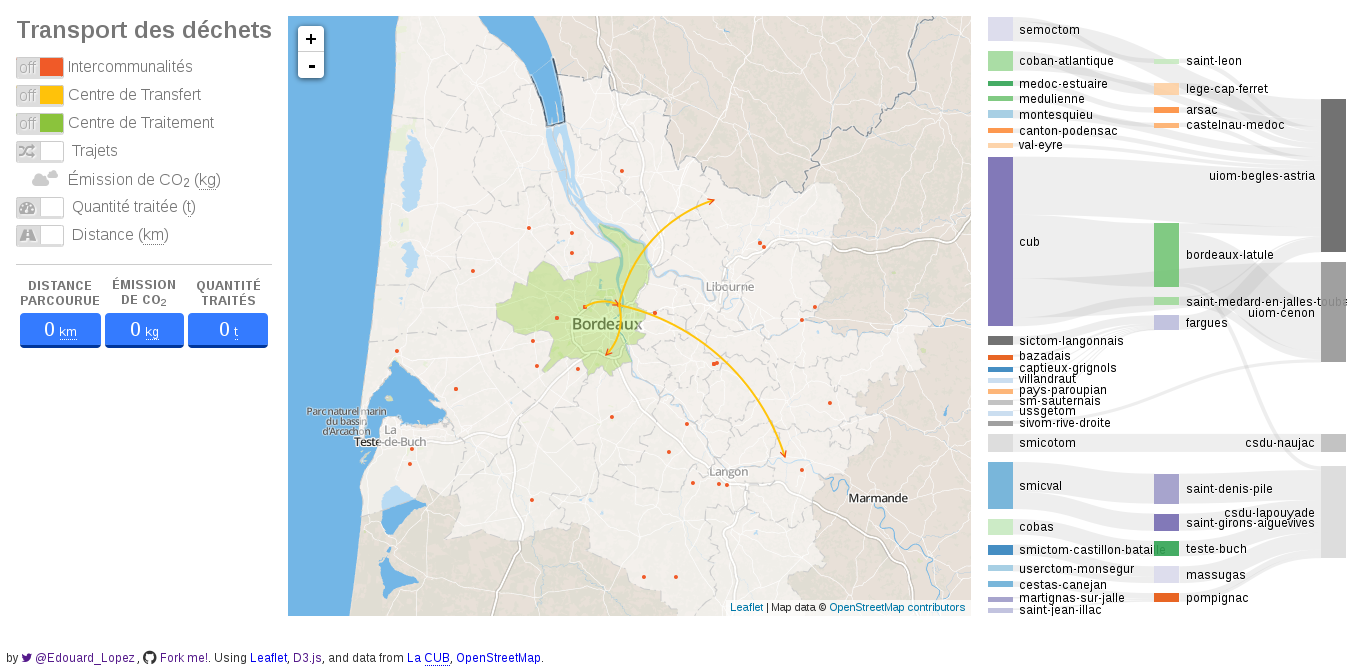 Transport des déchets
off Intercommunalités
off Centre de Transfert
off Centre de Traitement
Trajets
Émission de CO2 (kg)
Quantité traitée (t)
Distance (km)
DISTANCE PARCOURUE
ÉMISSION DE CO2
QUANTITÉ TRAITÉS
0 km
0 kg
0 t
+
-
Libourne
Bordeaux
Parc naturel marin
du bassin
d'Arcachon
La
Teste-de-Buch
Langon
Marmande
Leaflet | Map data © OpenStreetMap contributors
semoctom
coban-atlantique
saint-leon
medoc-estuaire
lege-cap-ferret
medulienne
arsac
montesquieu
castelnau-medoc
canton-podensac
val-eyre
uiom-begles-astria
cub
bordeaux-latule
saint-medard-en-jalles-touba
uiom-cenon
fargues
sictom-langonnais
bazadais
captieux-grignols
villandraut
pays-paroupian
sm-sauternais
ussgetom
sivom-rive-droite
smicotom
csdu-naujac
smicval
saint-denis-pile
csdu-lapouyade
saint-girons-aiguevives
cobas
smictom-castillon-bataille
teste-buch
userctom-monsegur
massugas
cestas-canejan
martignas-sur-jalle
pompignac
saint-jean-illac
by @Edouard_Lopez , Fork me!. Using Leaflet, D3.js, and data from La CUB, OpenStreetMap.